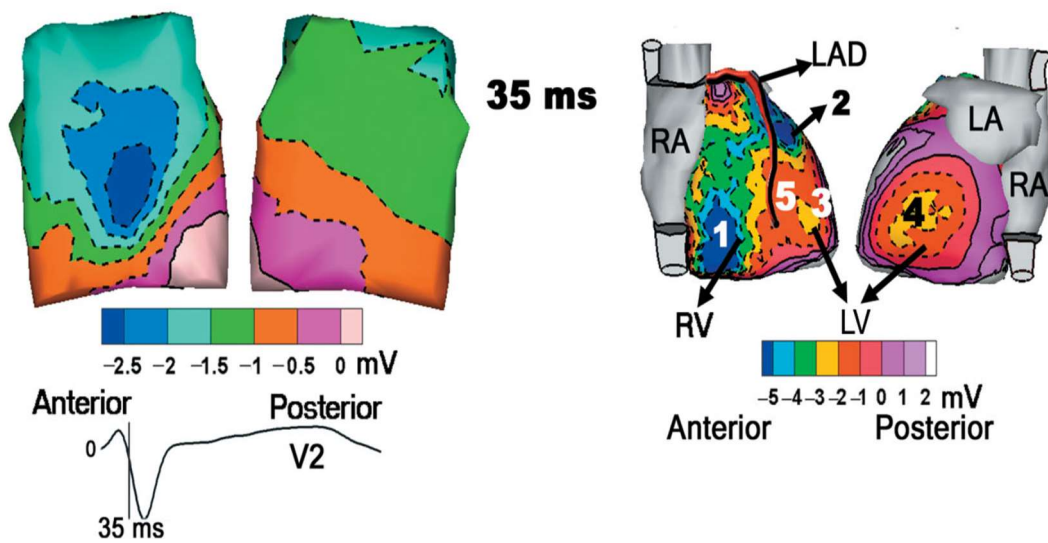 35 ms
LAD
2
RA
LA
RA
5
3
1
4
RV
LV
−2.5 −2 −1.5 −1 −0.5 0 mV
−5 −4 −3 −2 −1 0 1 2 mV
Anterior Posterior
Anterior Posterior
0
V2
35 ms